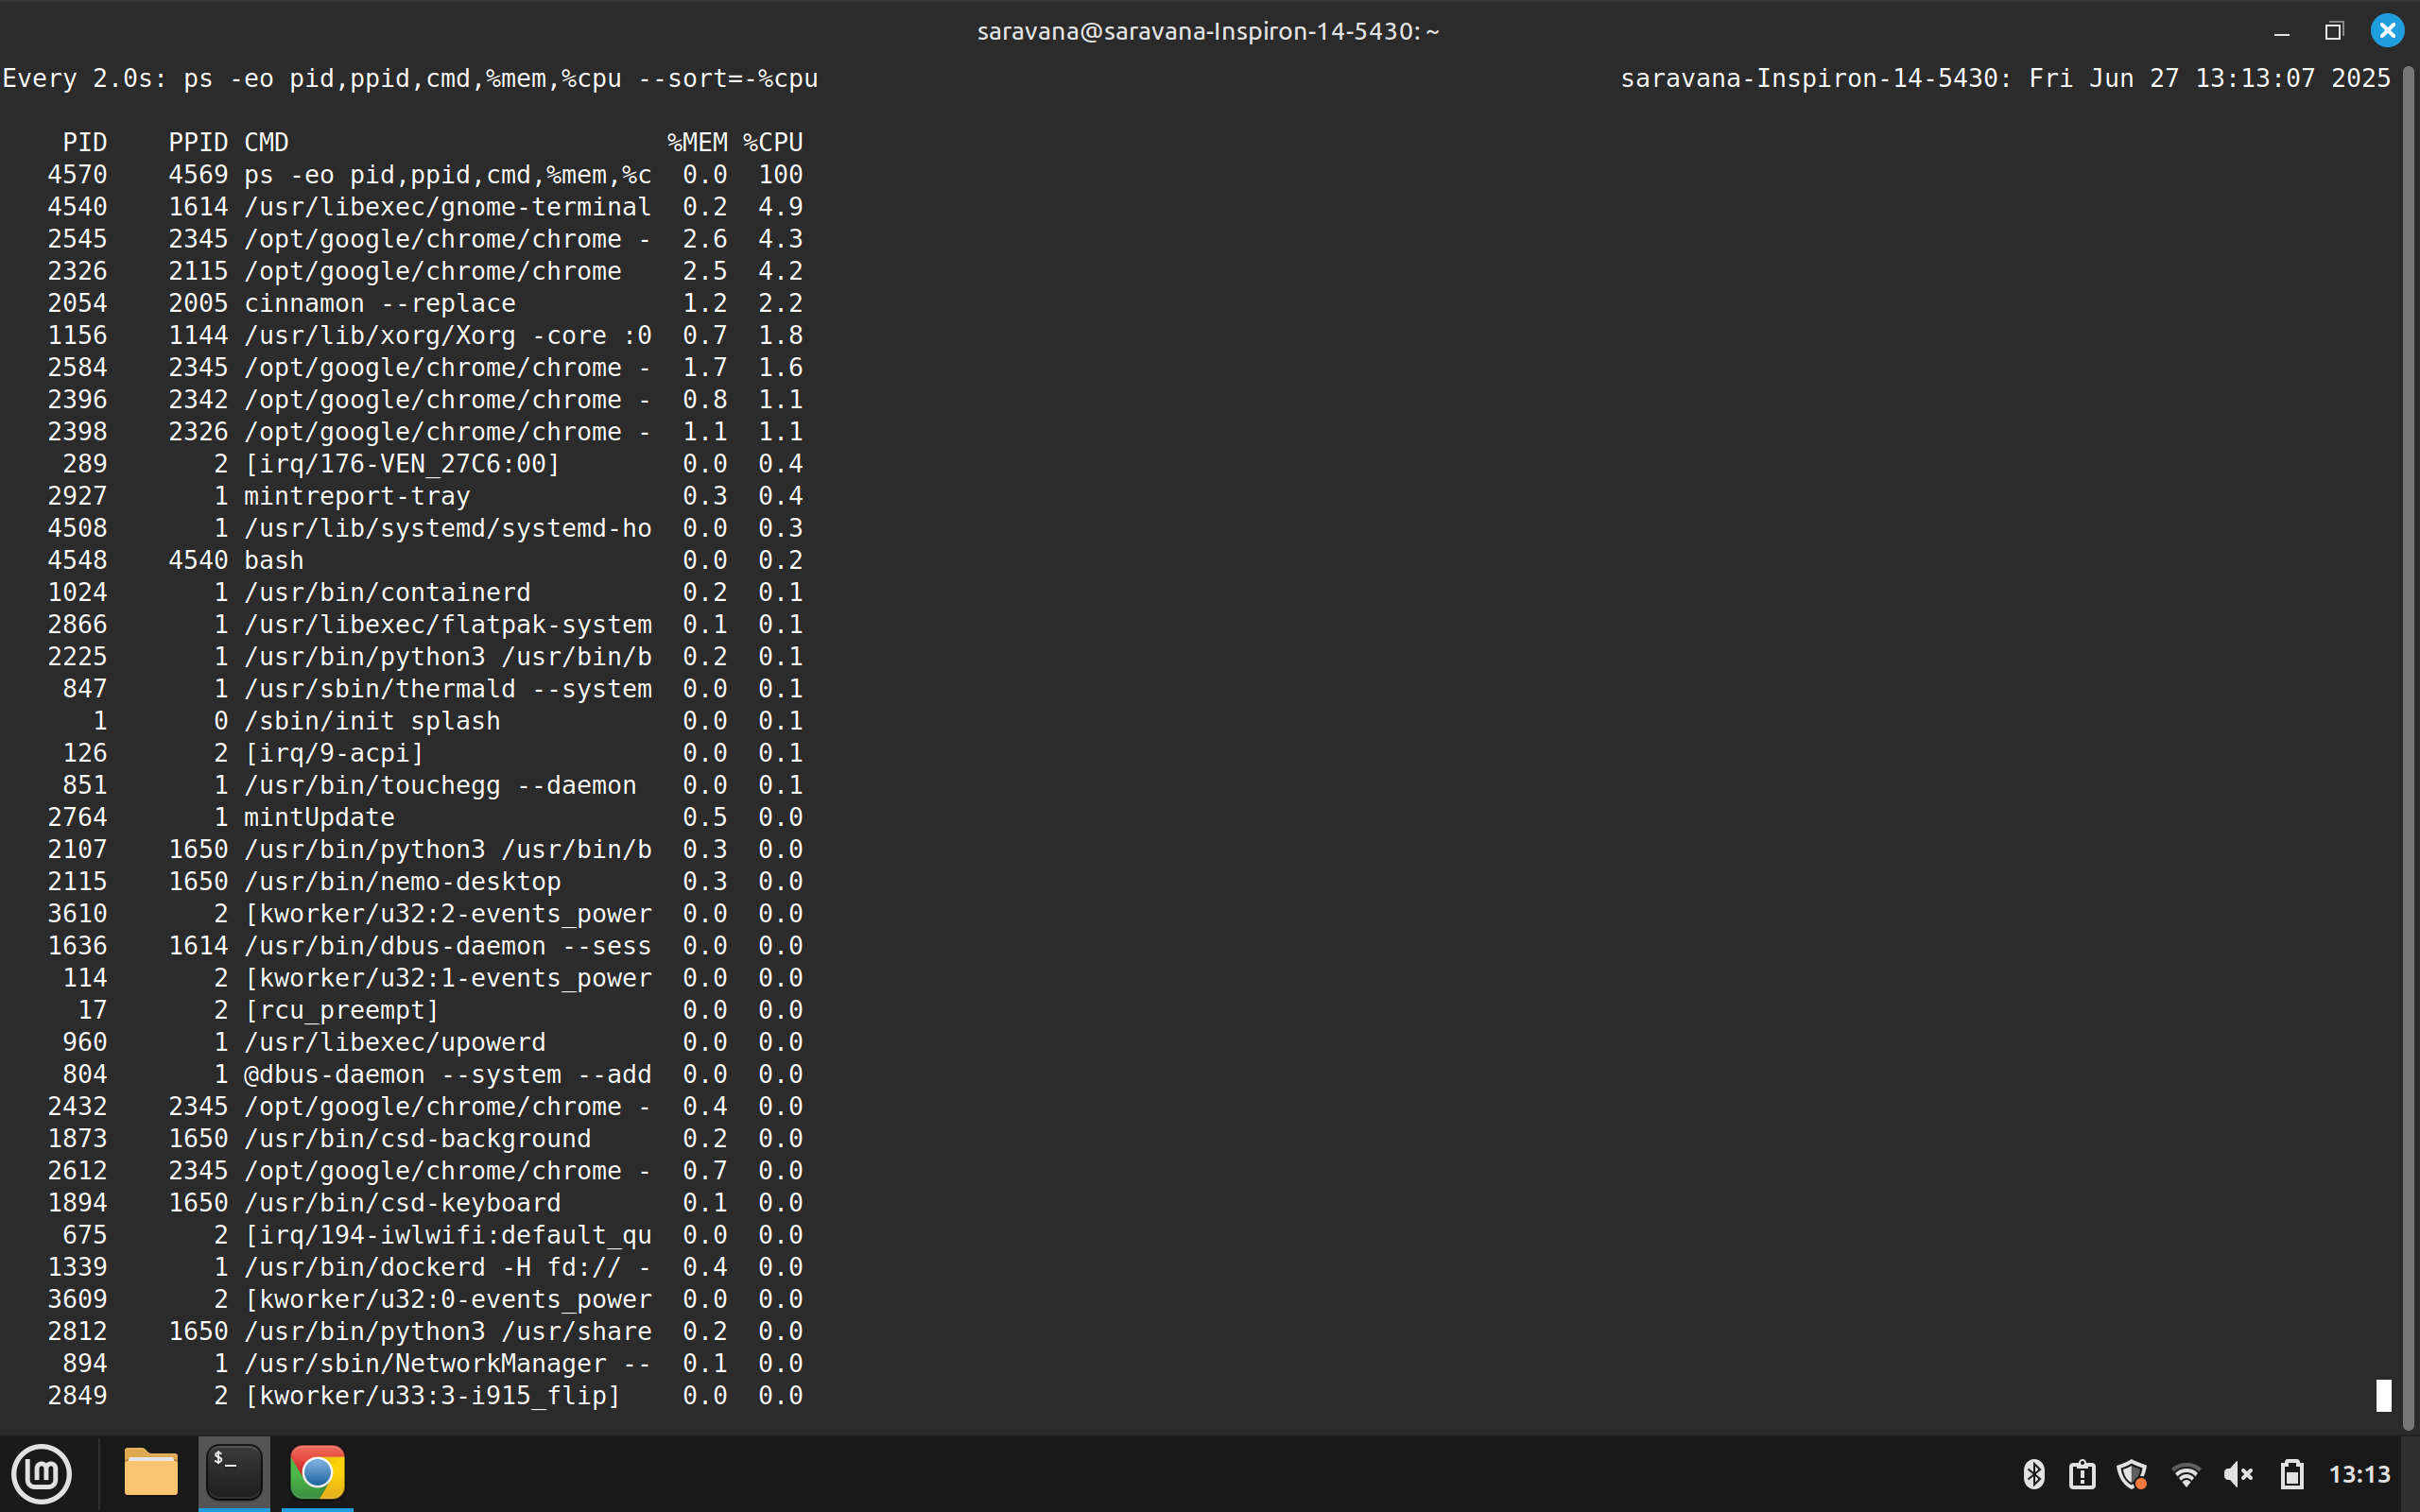 saravana@saravana-Inspiron-14-5430: ~
Every 2.0s: ps -eo pid,ppid,cmd,%mem,%cpu --sort=-%cpu saravana-Inspiron-14-5430: Fri Jun 27 13:13:07 2025
PID PPID CMD %MEM %CPU
4570 4569 ps -eo pid,ppid,cmd,%mem,%c 0.0 100
4540 1614 /usr/libexec/gnome-terminal 0.2 4.9
2545 2345 /opt/google/chrome/chrome - 2.6 4.3
2326 2115 /opt/google/chrome/chrome 2.5 4.2
2054 2005 cinnamon --replace 1.2 2.2
1156 1144 /usr/lib/xorg/Xorg -core :0 0.7 1.8
2584 2345 /opt/google/chrome/chrome - 1.7 1.6
2396 2342 /opt/google/chrome/chrome - 0.8 1.1
2398 2326 /opt/google/chrome/chrome - 1.1 1.1
289 2 [irq/176-VEN_27C6:00] 0.0 0.4
2927 1 mintreport-tray 0.3 0.4
4508 1 /usr/lib/systemd/systemd-ho 0.0 0.3
4548 4540 bash 0.0 0.2
1024 1 /usr/bin/containerd 0.2 0.1
2866 1 /usr/libexec/flatpak-system 0.1 0.1
2225 1 /usr/bin/python3 /usr/bin/b 0.2 0.1
847 1 /usr/sbin/thermald --system 0.0 0.1
1 0 /sbin/init splash 0.0 0.1
126 2 [irq/9-acpi] 0.0 0.1
851 1 /usr/bin/touchegg --daemon 0.0 0.1
2764 1 mintUpdate 0.5 0.0
2107 1650 /usr/bin/python3 /usr/bin/b 0.3 0.0
2115 1650 /usr/bin/nemo-desktop 0.3 0.0
3610 2 [kworker/u32:2-events_power 0.0 0.0
1636 1614 /usr/bin/dbus-daemon --sess 0.0 0.0
114 2 [kworker/u32:1-events_power 0.0 0.0
17 2 [rcu_preempt] 0.0 0.0
960 1 /usr/libexec/upowerd 0.0 0.0
804 1 @dbus-daemon --system --add 0.0 0.0
2432 2345 /opt/google/chrome/chrome - 0.4 0.0
1873 1650 /usr/bin/csd-background 0.2 0.0
2612 2345 /opt/google/chrome/chrome - 0.7 0.0
1894 1650 /usr/bin/csd-keyboard 0.1 0.0
675 2 [irq/194-iwlwifi:default_qu 0.0 0.0
1339 1 /usr/bin/dockerd -H fd:// - 0.4 0.0
3609 2 [kworker/u32:0-events_power 0.0 0.0
2812 1650 /usr/bin/python3 /usr/share 0.2 0.0
894 1 /usr/sbin/NetworkManager -- 0.1 0.0
2849 2 [kworker/u33:3-i915_flip] 0.0 0.0
$_
13:13